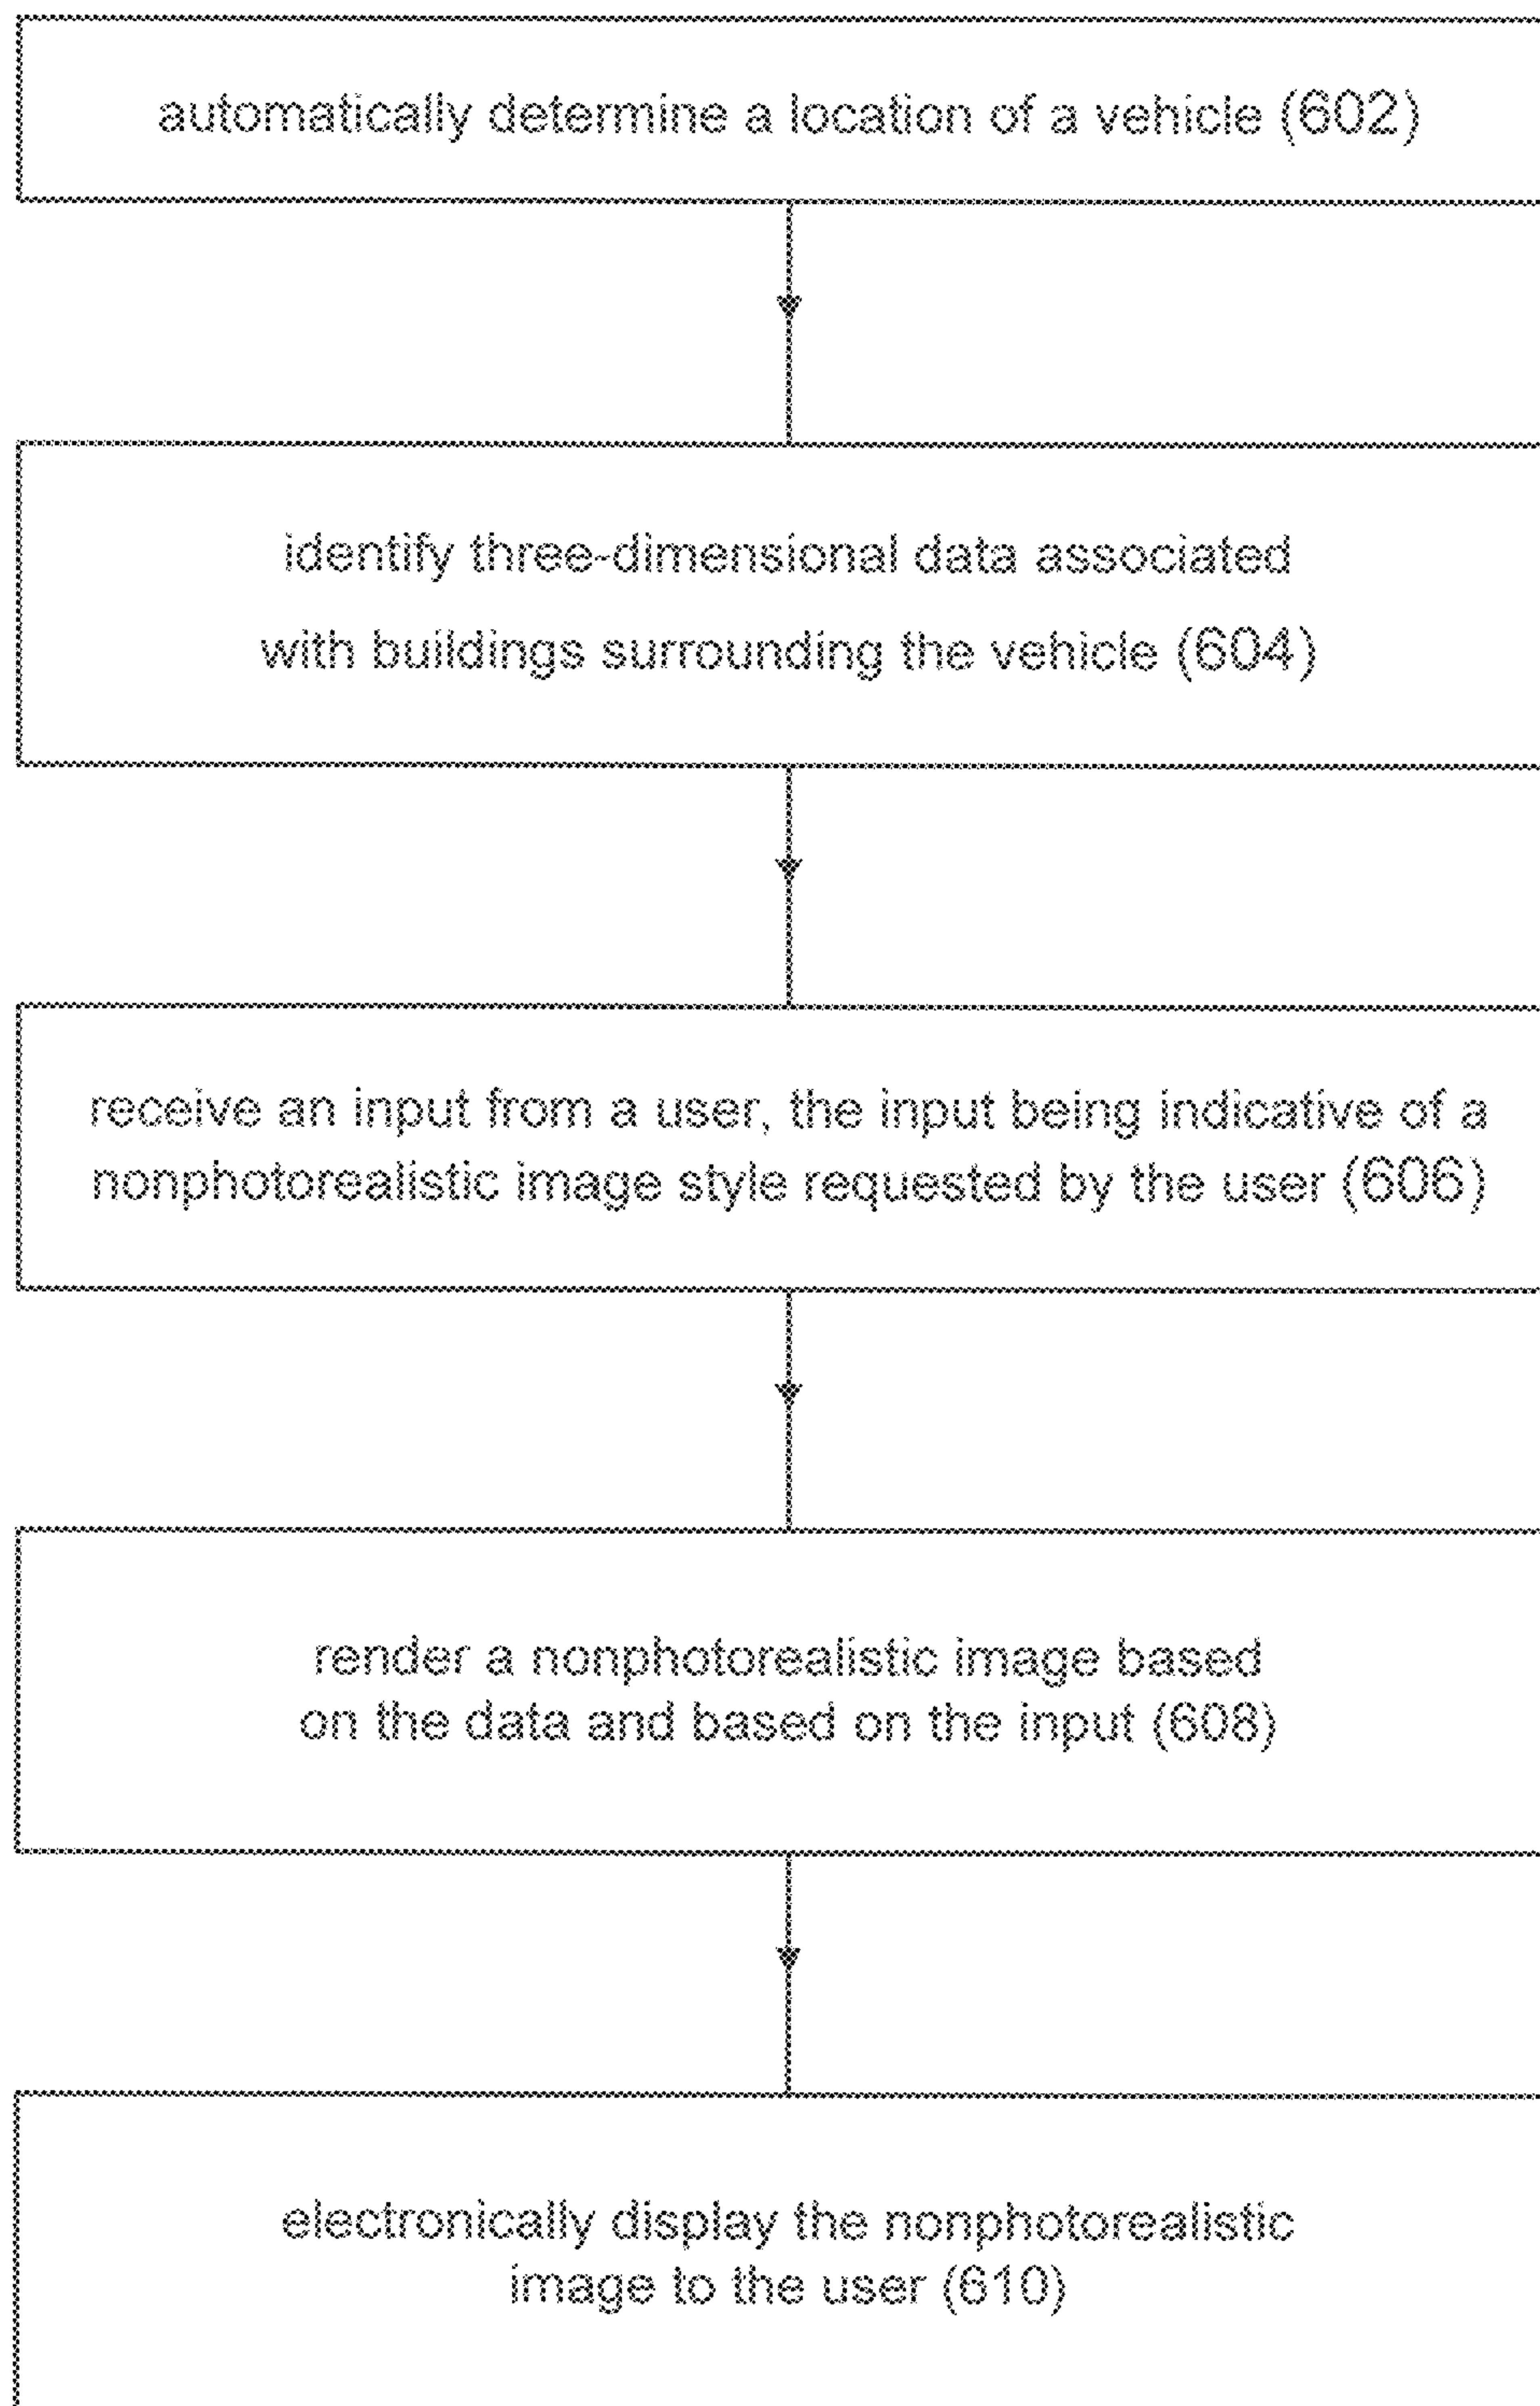 automatically determine a location of a vehicle (602)
identify three-dimensional data associated
with buildings surrounding the vehicle (604)
receive an input from a user, the input being indicative of a
nonphotorealistic image style requested by the user (606)
render a nonphotorealistic image based
on the data and based on the input (608)
electronically display the nonphotorealistic
image to the user (610)